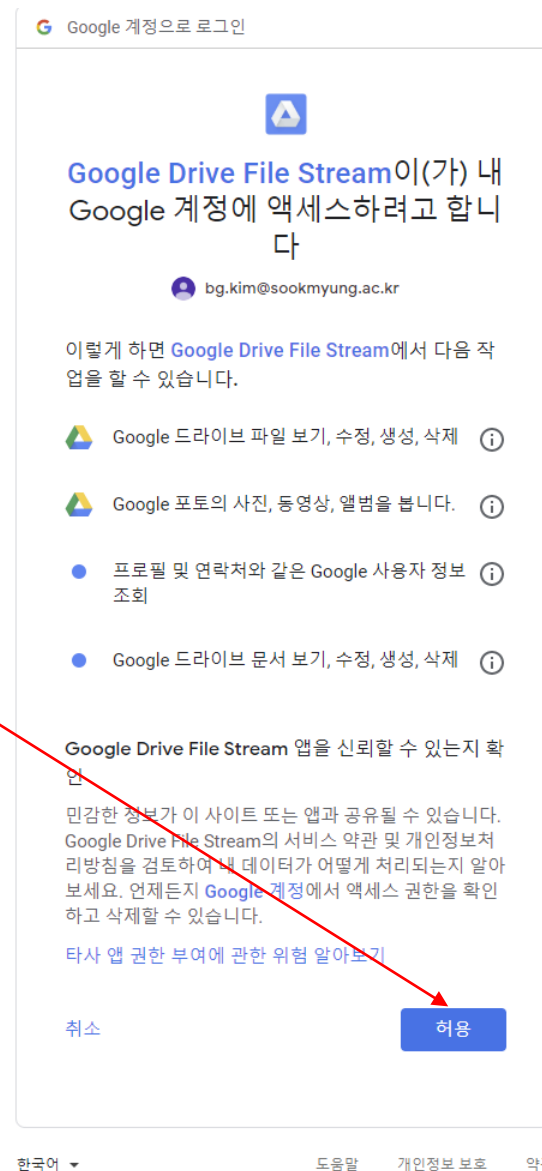 Google 계정으로 로그인
Google Drive File Stream이(가) 내
Google 계정에 액세스하려고 합니
다
bg.kim@sookmyung.ac.kr
이렇게 하면 Google Drive File Stream에서 다음 작
업을 할 수 있습니다.
Google 드라이브 파일 보기, 수정, 생성, 삭제
Google 포토의 사진, 동영상, 앨범을 봅니다.
프로필 및 연락처와 같은 Google 사용자 정보
조회
Google 드라이브 문서 보기, 수정, 생성, 삭제
Google Drive File Stream 앱을 신뢰할 수 있는지 확
인
민감한 정보가 이 사이트 또는 앱과 공유될 수 있습니다.
Google Drive File Stream의 서비스 약관 및 개인정보처
리방침을 검토하여 내 데이터가 어떻게 처리되는지 알아
보세요. 언제든지 Google 계정에서 액세스 권한을 확인
하고 삭제할 수 있습니다.
타사 앱 권한 부여에 관한 위험 알아보기
취소
허용
한국어
도움말
개인정보 보호